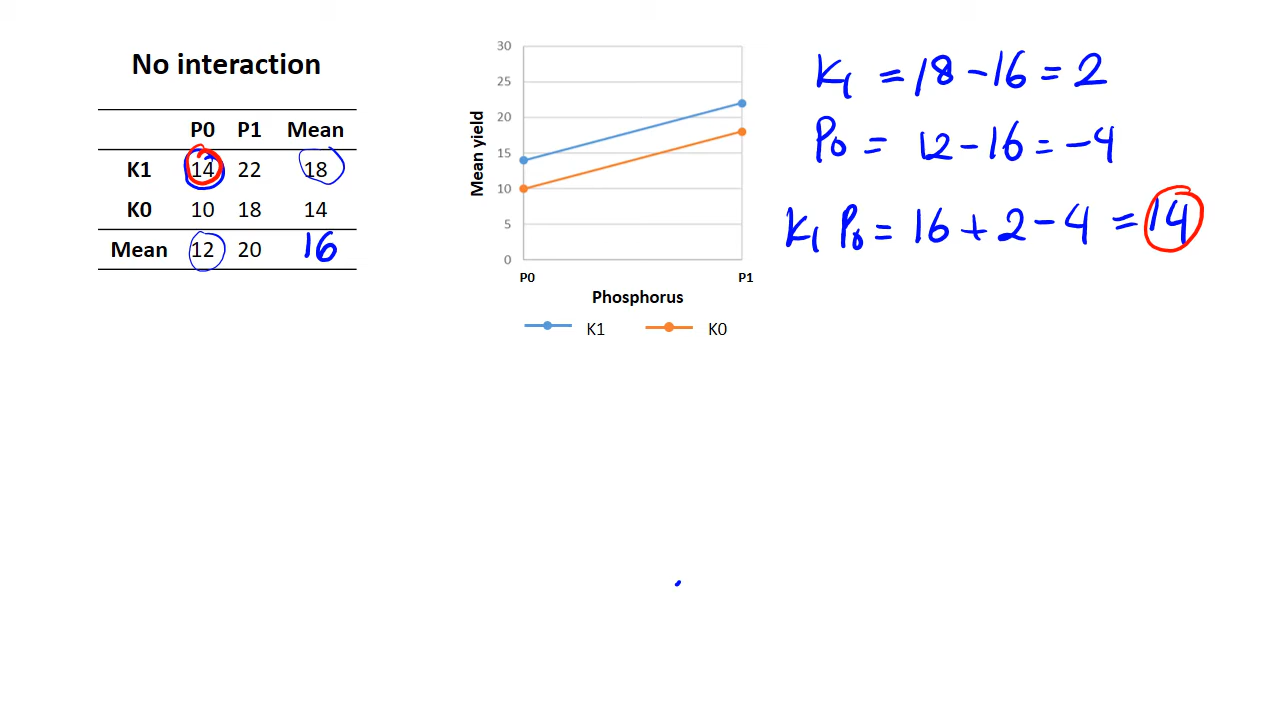 No interaction
P0 P1 Mean
K1 14 22 18
K0 10 18 14
Mean 12 20 16
30
25
20
15
10
5
0
Mean yield
P0 P1
Phosphorus
K1 K0
K1 = 18 - 16 = 2
P0 = 12 - 16 = -4
K1 P0 = 16 + 2 - 4 = 14